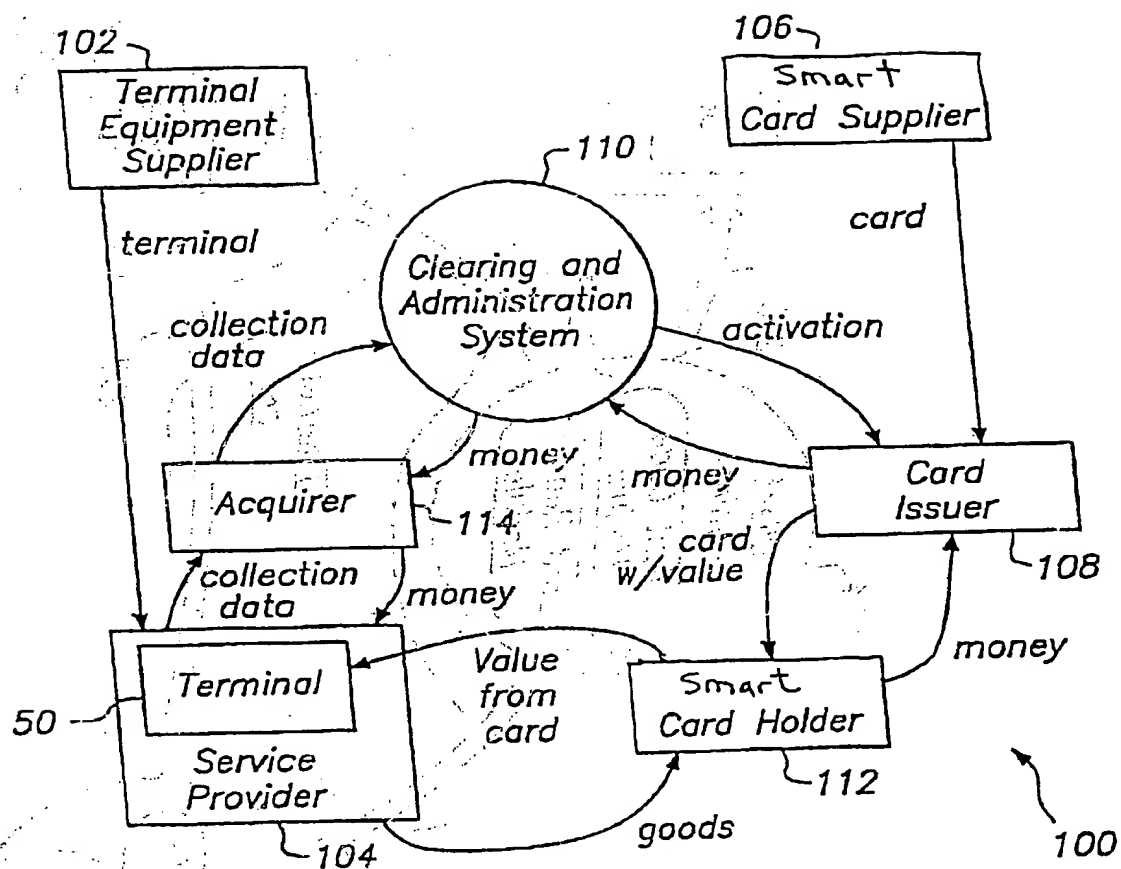 102
Terminal
Equipment
Supplier
106
Smart
Card Supplier
110
terminal
card
Clearing and
Administration
System
collection
data
activation
money
money
Acquirer
114
Card
Issuer
108
card
w/value
collection
data
money
money
Terminal
50
Service
Provider
104
Value
from
card
Smart
Card Holder
112
goods
100